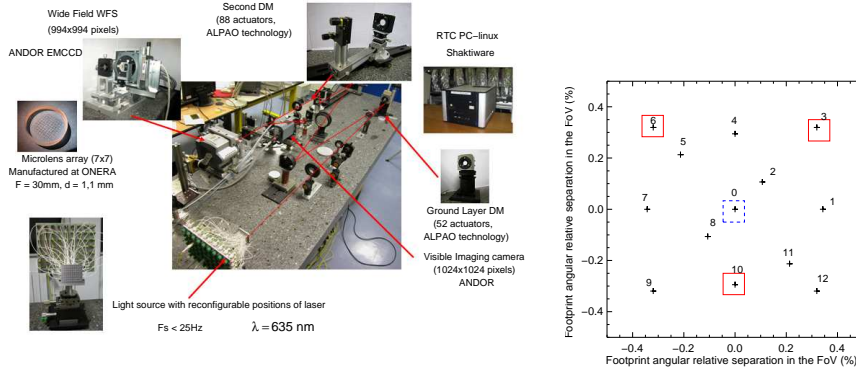 Wide Field WFS
(994x994 pixels)
ANDOR EMCCD
Second DM
(88 actuators,
ALPAO technology)
RTC PC-linux
Shaktiware
Microlens array (7x7)
Manufactured at ONERA
F = 30mm, d = 1,1 mm
Ground Layer DM
(52 actuators,
ALPAO technology)
Visible Imaging camera
(1024x1024 pixels)
ANDOR
Light source with reconfigurable positions of laser
Fs < 25Hz
λ = 635 nm
Footprint angular relative separation in the FoV (%)
0.4
0.2
0.0
−0.2
−0.4
6
4
3
5
2
7
0
1
8
11
9
10
12
−0.4 −0.2 0.0 0.2 0.4
Footprint angular relative separation in the FoV (%)